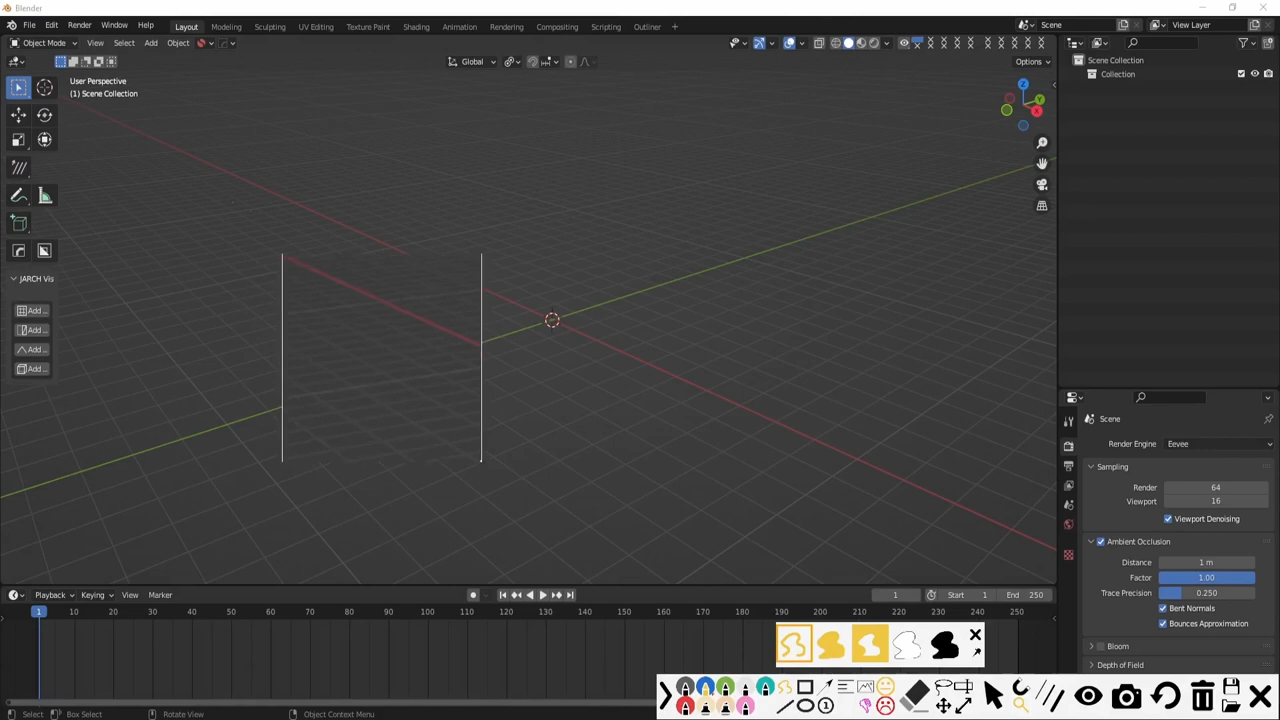 Blender
File Edit Render Window Help
Layout Modeling Sculpting UV Editing Texture Paint Shading Animation Rendering Compositing Scripting Outliner +
Scene
View Layer
Object Mode View Select Add Object
Global
Options
User Perspective
(1) Scene Collection
JARCH Vis
Add ...
Add ...
Add ...
Add ...
Scene Collection
Collection
Scene
Render Engine Eevee
Sampling
Render 64
Viewport 16
Viewport Denoising
Ambient Occlusion
Distance 1 m
Factor 1.00
Trace Precision 0.250
Bent Normals
Bounces Approximation
Bloom
Depth of Field
Playback Keying View Marker
1 Start 1 End 250
1 10 20 30 40 50 60 70 80 90 100 110 120 130 140 150 160 170 180 190 200 210 220 230 240 250
Select Box Select Rotate View Object Context Menu